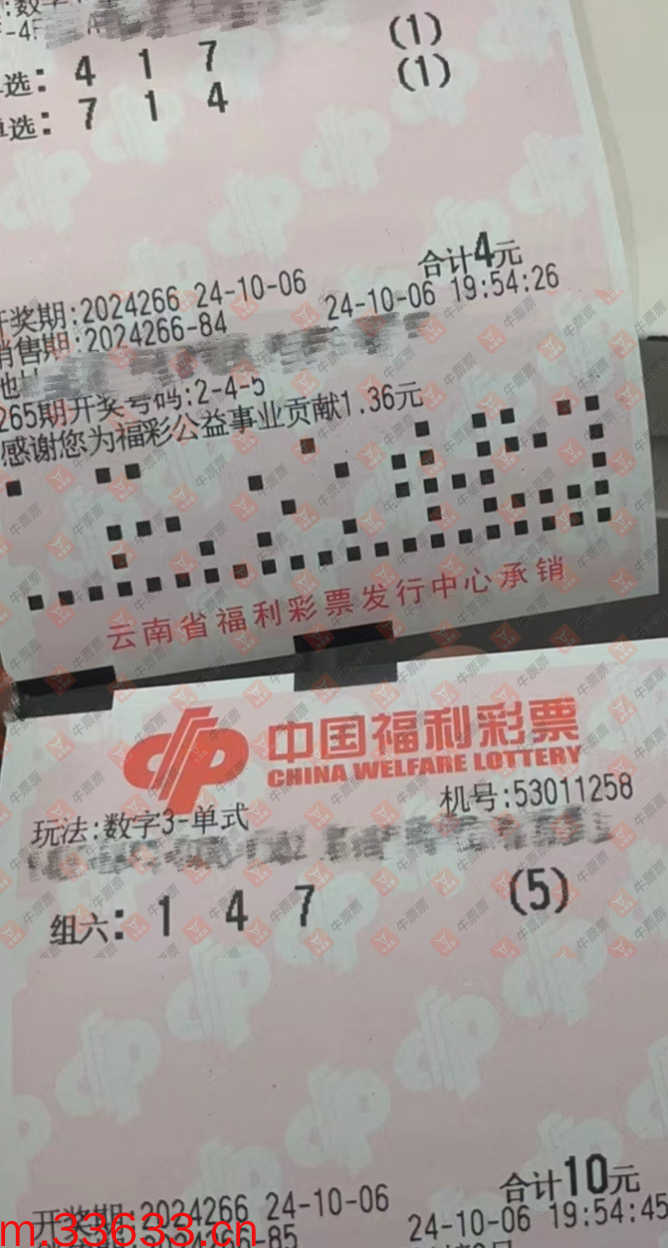 单选: 4 1 7 (1)
单选: 7 1 4 (1)
合计4元
开奖期:2024266 24-10-06 24-10-06 19:54:26
销售期:2024266-84
265期开奖号码:2-4-5
感谢您为福彩公益事业贡献1.36元
云南省福利彩票发行中心承销
中国福利彩票
CHINA WELFARE LOTTERY
玩法:数字3-单式 机号:53011258
组六: 1 4 7 (5)
合计10元
开奖期:2024266 24-10-06 24-10-06 19:54:45
m.33633.cn
牛票票